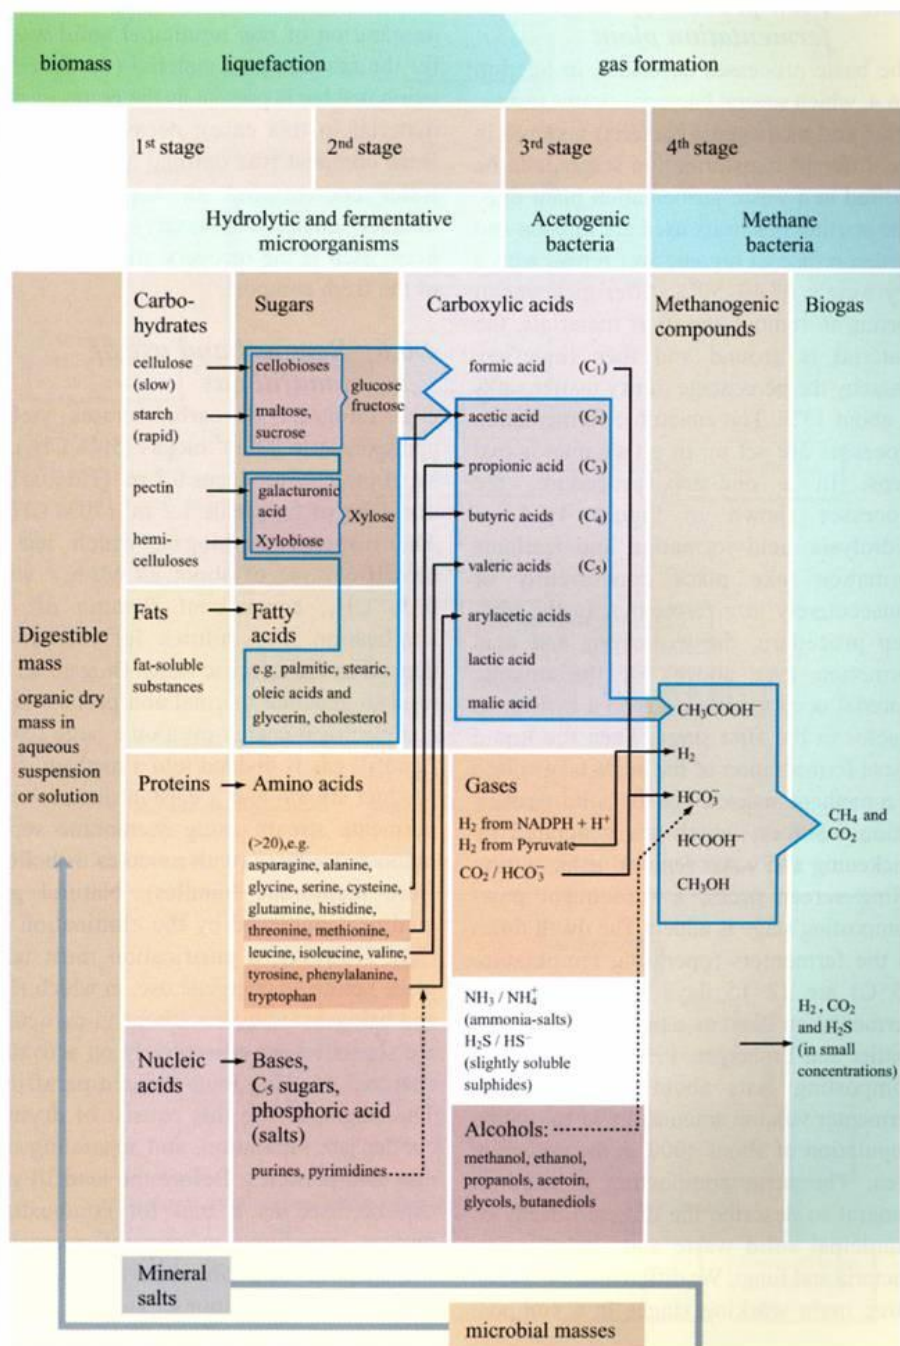 biomass
liquefaction
gas formation
1st stage
2nd stage
3rd stage
4th stage
Hydrolytic and fermentative
microorganisms
Acetogenic
bacteria
Methane
bacteria
Digestible
mass
organic dry
mass in
aqueous
suspension
or solution
Carbo-
hydrates
cellulose
(slow)
starch
(rapid)
pectin
hemi-
celluloses
Fats
fat-soluble
substances
Proteins
Nucleic
acids
Mineral
salts
Sugars
cellobioses
maltose,
sucrose
glucose
fructose
galacturonic
acid
Xylobiose
Xylose
Fatty
acids
e.g. palmitic, stearic,
oleic acids and
glycerin, cholesterol
Amino acids
(>20),e.g.
asparagine, alanine,
glycine, serine, cysteine,
glutamine, histidine,
threonine, methionine,
leucine, isoleucine, valine,
tyrosine, phenylalanine,
tryptophan
Bases,
C5 sugars,
phosphoric acid
(salts)
purines, pyrimidines
Carboxylic acids
formic acid (C1)
acetic acid (C2)
propionic acid (C3)
butyric acids (C4)
valeric acids (C5)
arylacetic acids
lactic acid
malic acid
Gases
H2 from NADPH + H+
H2 from Pyruvate
CO2 / HCO3−
NH3 / NH4+
(ammonia-salts)
H2S / HS−
(slightly soluble
sulphides)
Alcohols:
methanol, ethanol,
propanols, acetoin,
glycols, butanediols
microbial masses
Methanogenic
compounds
CH3COOH−
H2
HCO3−
HCOOH−
CH3OH
Biogas
CH4 and
CO2
H2 , CO2
and H2S
(in small
concentrations)